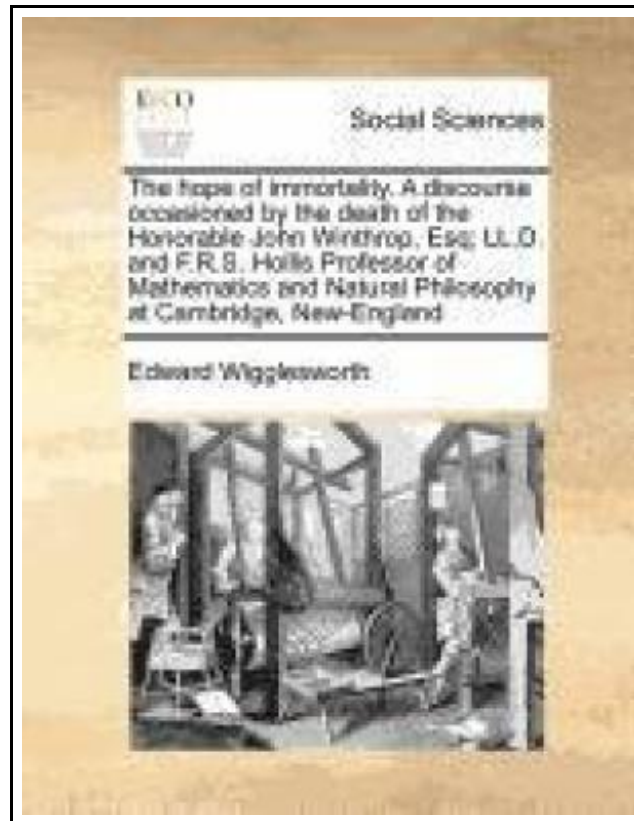 ECCO
Social Sciences
The hope of immortality. A discourse
occasioned by the death of the
Honorable John Winthrop, Esq; LL.D.
and F.R.S. Hollis Professor of
Mathematics and Natural Philosophy
at Cambridge, New-England
Edward Wigglesworth